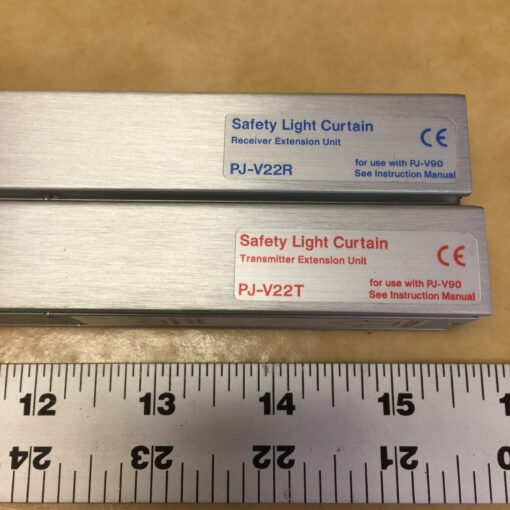 Safety Light Curtain
Receiver Extension Unit
CE
PJ-V22R
for use with PJ-V90
See Instruction Manual
Safety Light Curtain
Transmitter Extension Unit
CE
PJ-V22T
for use with PJ-V90
See Instruction Manual
12 13 14 15
24 23 22 21